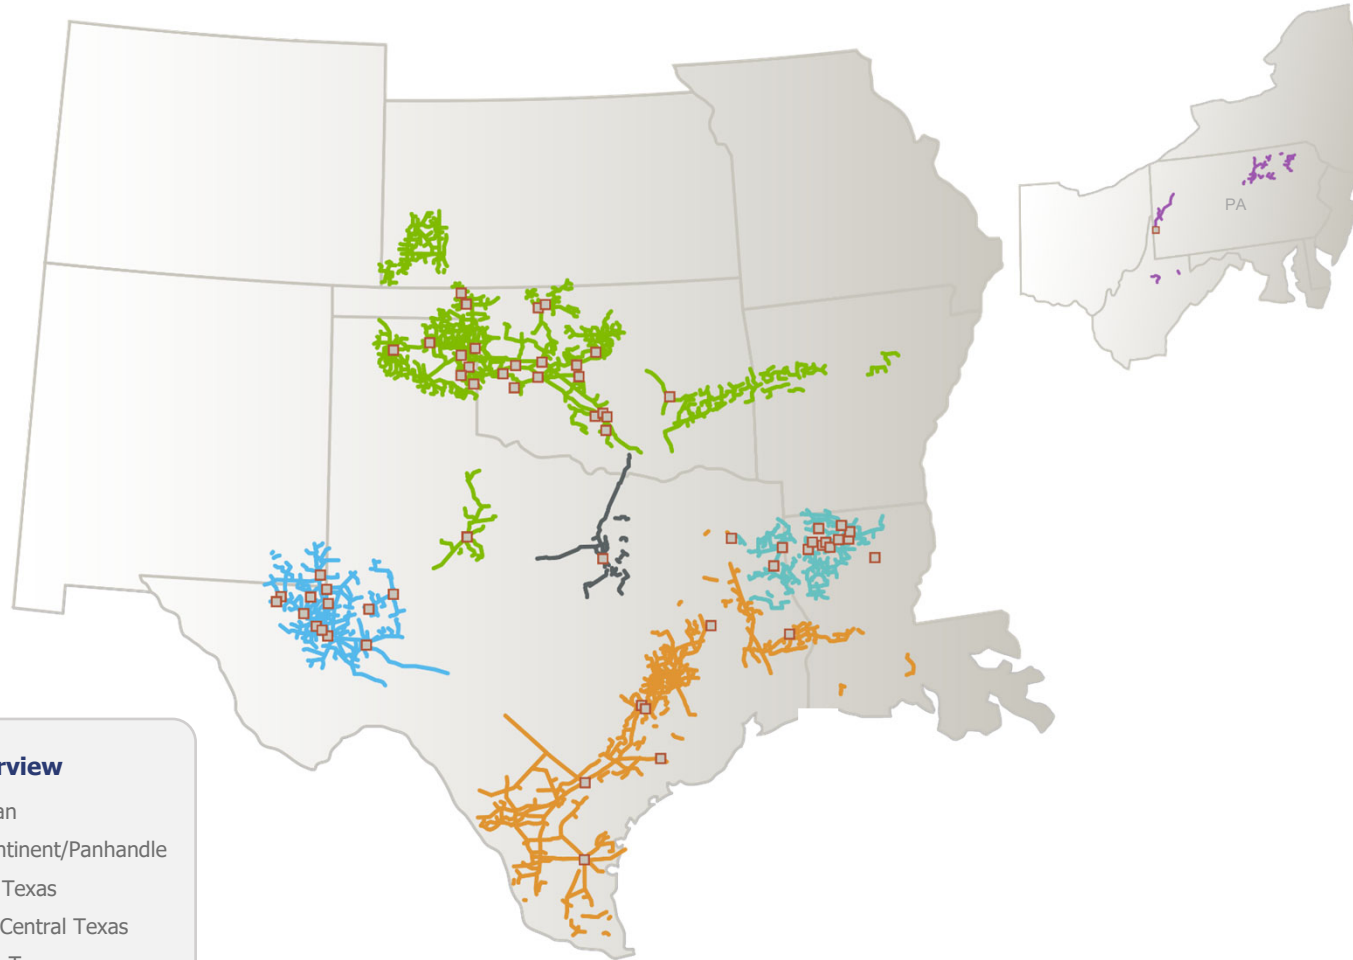 PA
rview
an
ntinent/Panhandle
Texas
Central Texas